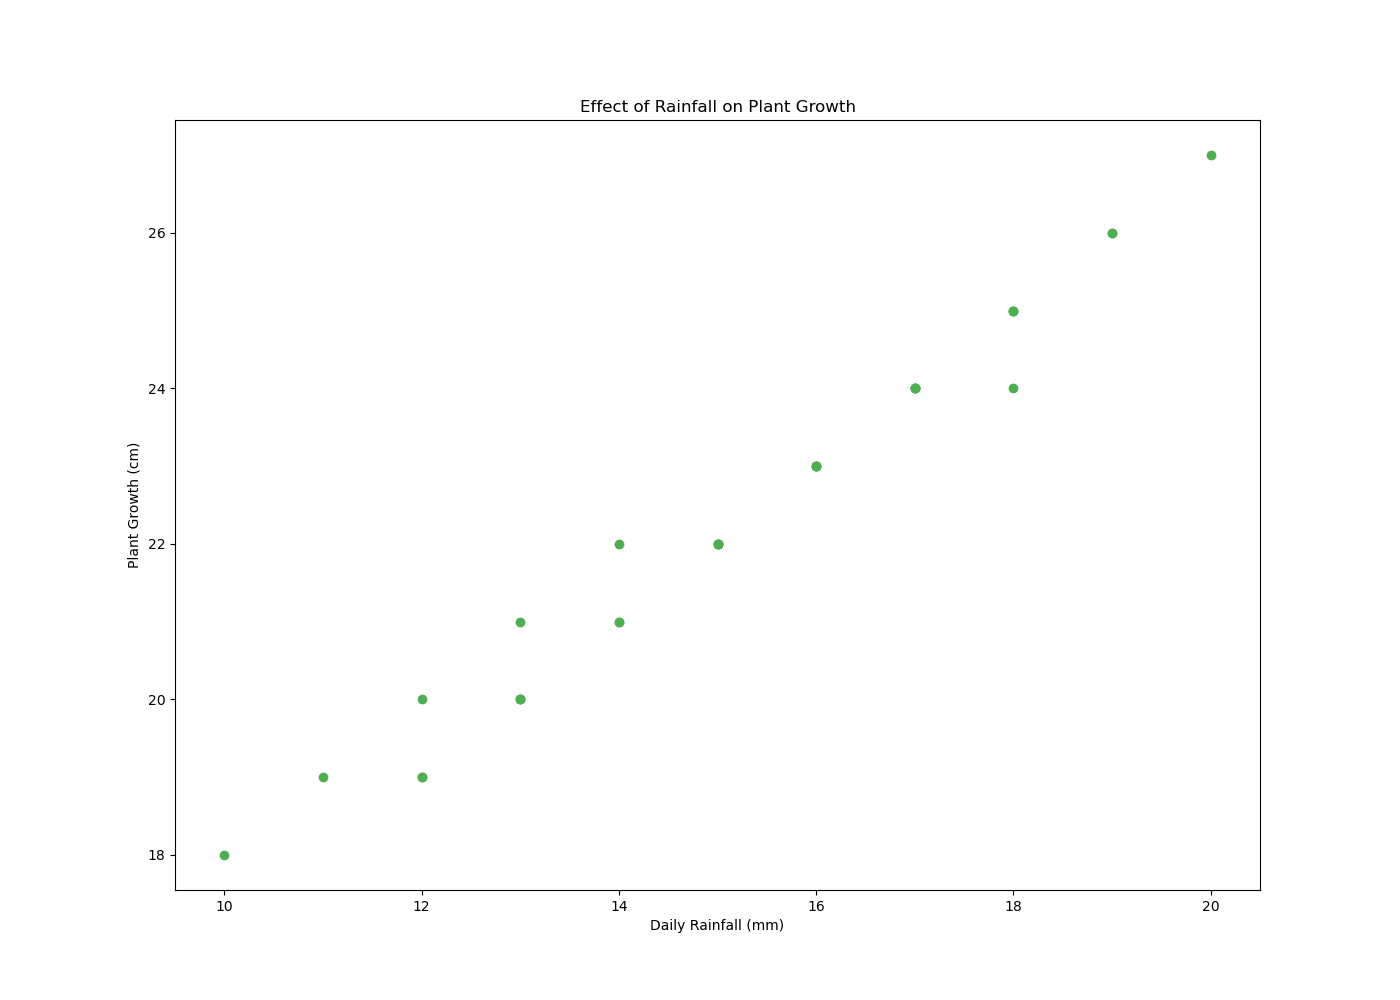 Effect of Rainfall on Plant Growth
26
24
22
20
18
Plant Growth (cm)
10 12 14 16 18 20
Daily Rainfall (mm)